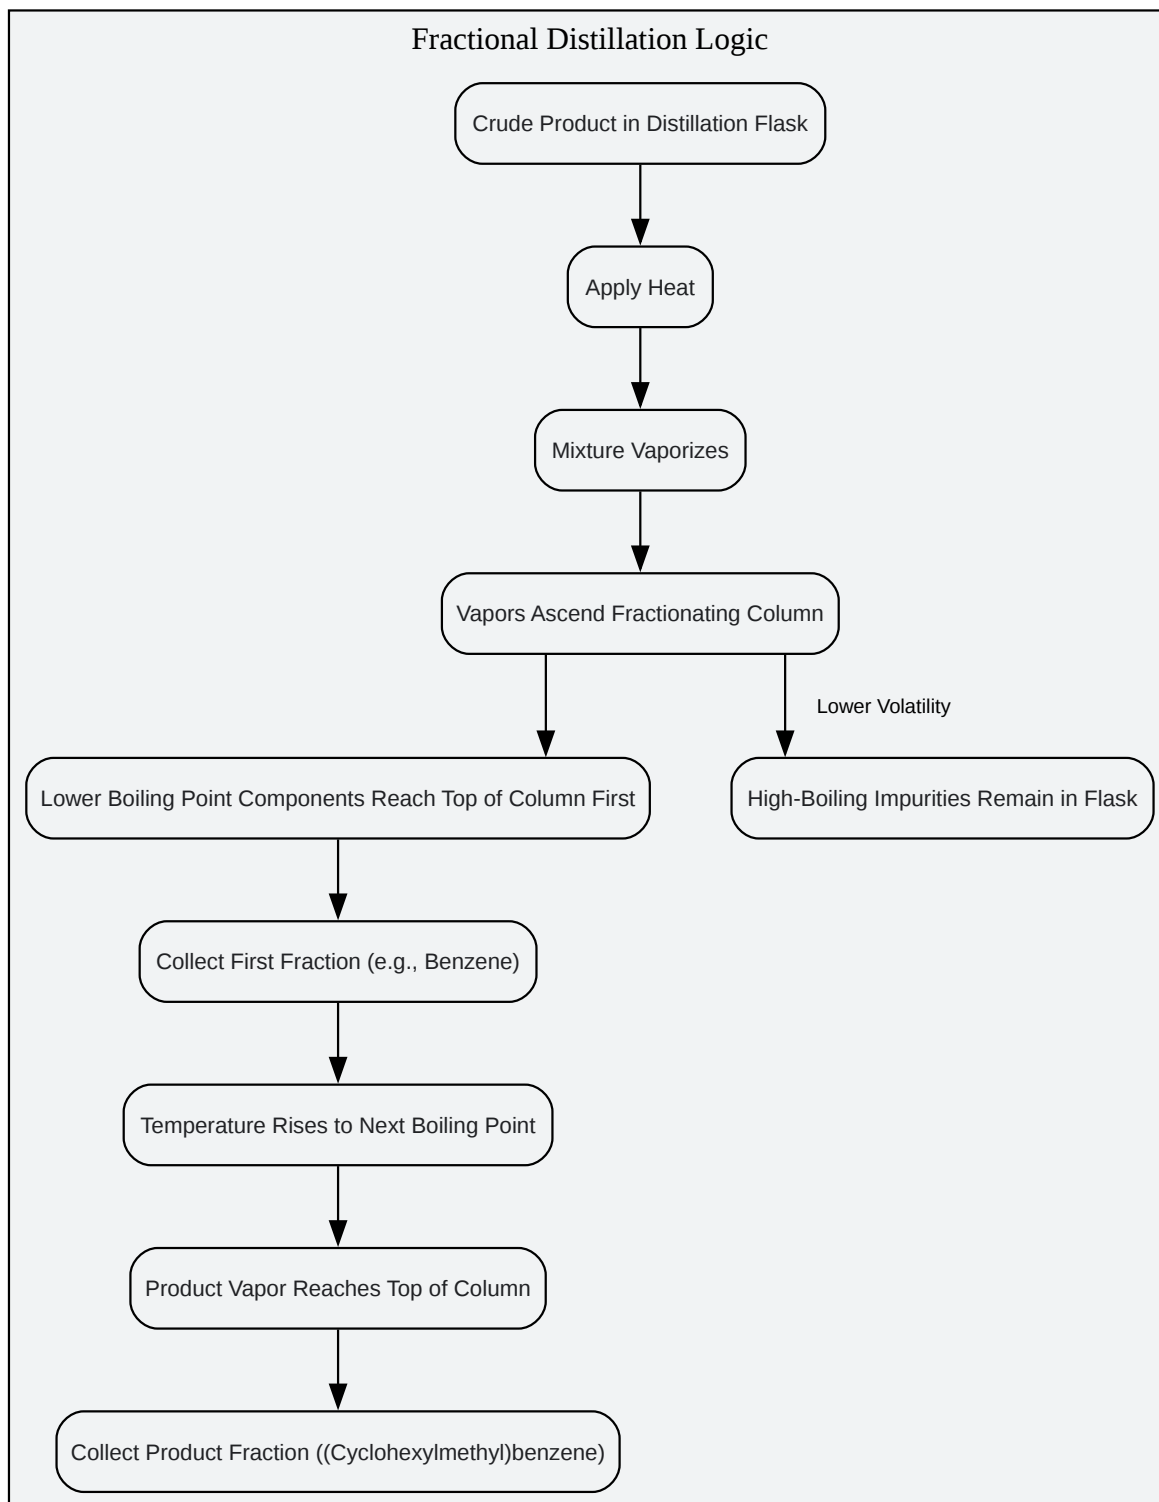 Fractional Distillation Logic
Crude Product in Distillation Flask
Apply Heat
Mixture Vaporizes
Vapors Ascend Fractionating Column
Lower Volatility
Lower Boiling Point Components Reach Top of Column First
High-Boiling Impurities Remain in Flask
Collect First Fraction (e.g., Benzene)
Temperature Rises to Next Boiling Point
Product Vapor Reaches Top of Column
Collect Product Fraction ((Cyclohexylmethyl)benzene)